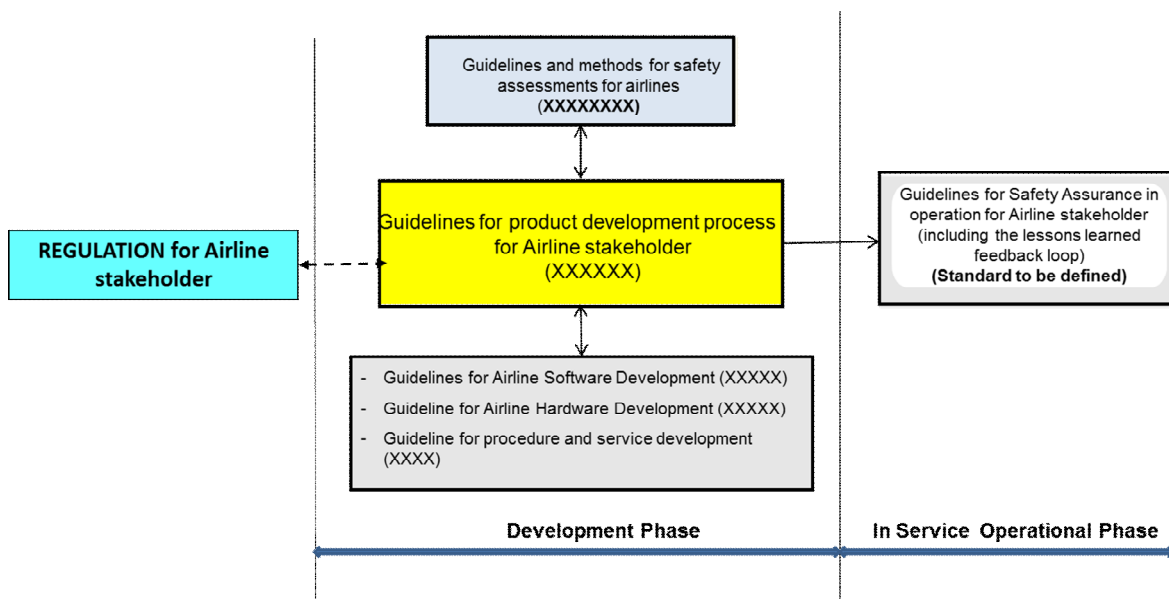 Guidelines and methods for safety
assessments for airlines
(XXXXXXXX)
Guidelines for product development process
for Airline stakeholder
(XXXXXX)
Guidelines for Safety Assurance in
operation for Airline stakeholder
(including the lessons learned
feedback loop)
(Standard to be defined)
REGULATION for Airline
stakeholder
- Guidelines for Airline Software Development (XXXXX)
- Guideline for Airline Hardware Development (XXXXX)
- Guideline for procedure and service development
(XXXX)
Development Phase
In Service Operational Phase